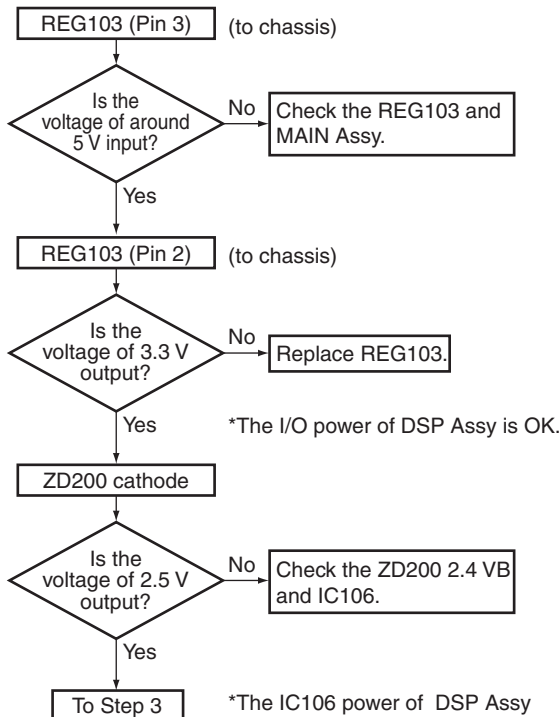 REG103 (Pin 3)
(to chassis)
Is the
voltage of around
5 V input?
No
Check the REG103 and
MAIN Assy.
Yes
REG103 (Pin 2)
(to chassis)
Is the
voltage of 3.3 V
output?
No
Replace REG103.
Yes
*The I/O power of DSP Assy is OK.
ZD200 cathode
Is the
voltage of 2.5 V
output?
No
Check the ZD200 2.4 VB
and IC106.
Yes
To Step 3
*The IC106 power of DSP Assy